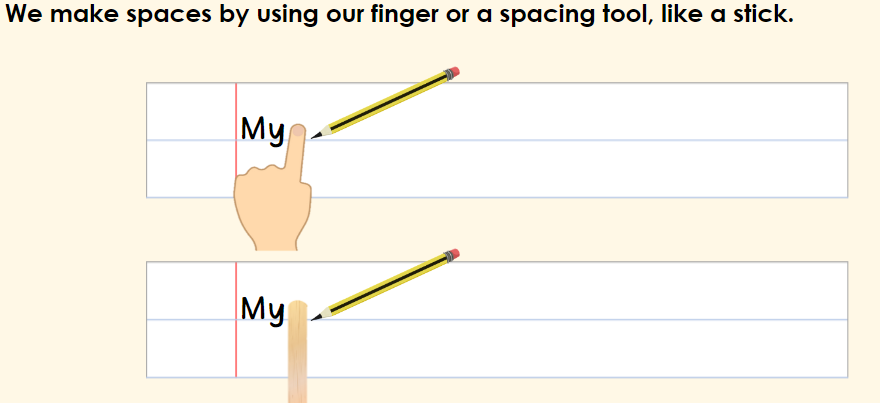 We make spaces by using our finger or a spacing tool, like a stick.
My
My